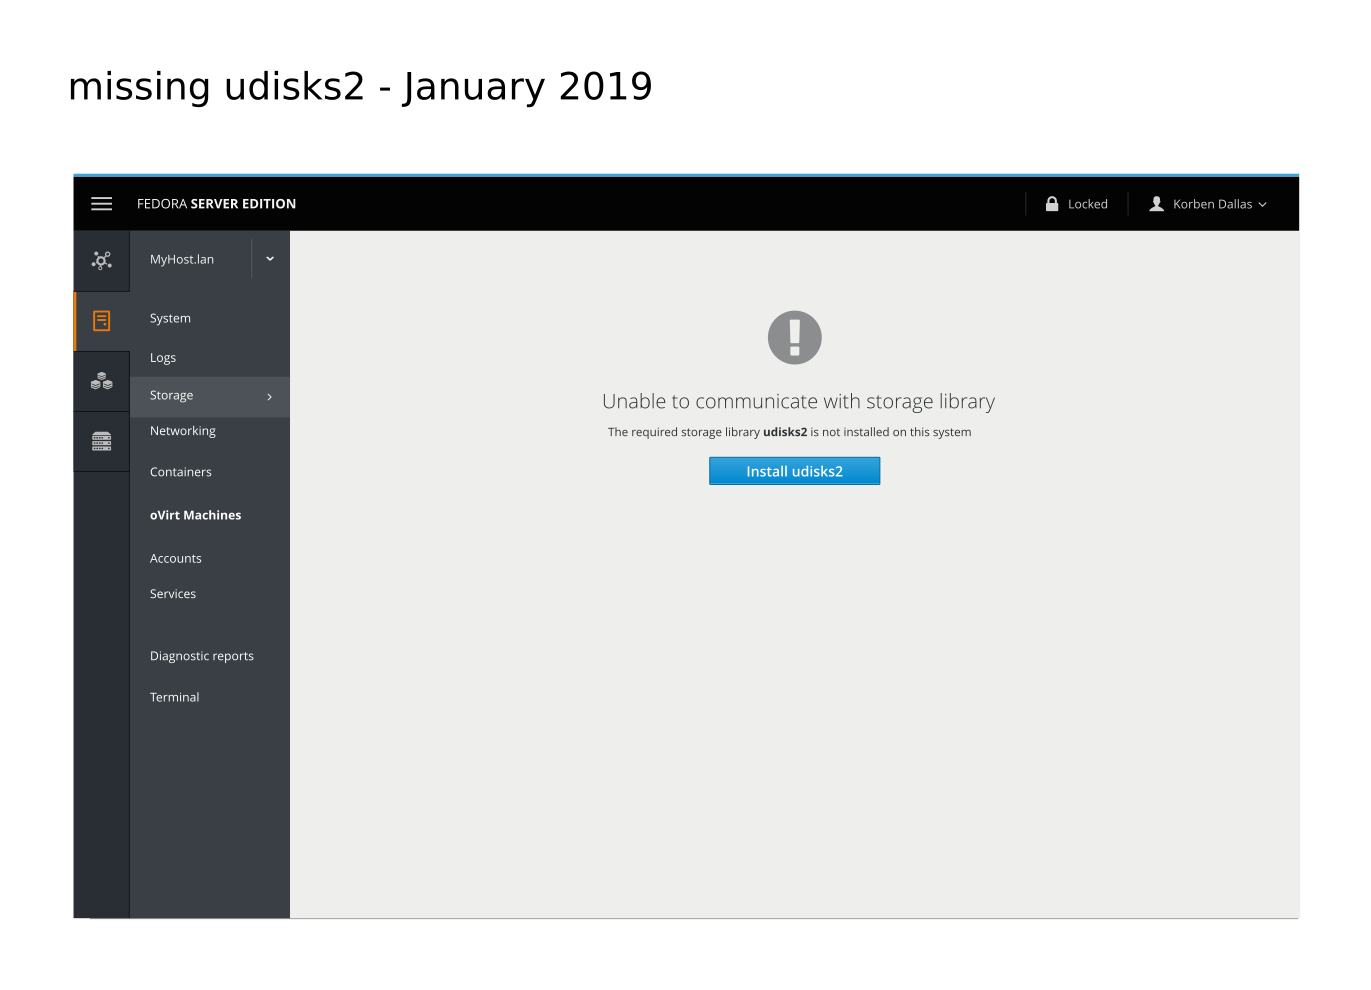 missing udisks2 - January 2019
FEDORA SERVER EDITION
Locked
Korben Dallas
MyHost.lan
System
Logs
Storage
Networking
Containers
oVirt Machines
Accounts
Services
Diagnostic reports
Terminal
Unable to communicate with storage library
The required storage library udisks2 is not installed on this system
Install udisks2